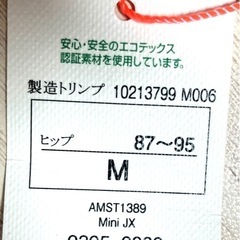 安心・安全のエコテックス
認証素材を使用しています。
製造トリンプ 10213799 M006
ヒップ 87～95
M
AMST1389
Mini JX